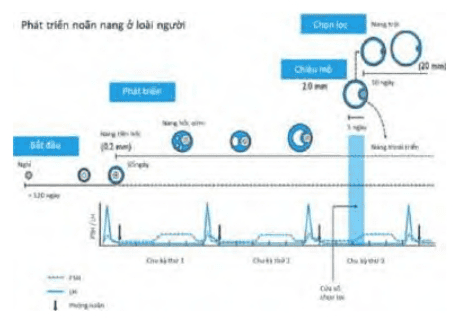 Phát triển noãn nang ở loài người
Chọn lọc
Nang trội
(20 mm)
10 ngày
Chiêu mộ
2.0 mm
5 ngày
Nang thoái triển
Phát triển
Nang hốc sớm
Nang tiền hốc
(0.2 mm)
Bắt đầu
Nghỉ
> 120 ngày
FSH / LH
Chu kỳ thứ 1
Chu kỳ thứ 2
Chu kỳ thứ 3
Cửa sổ
chọn lọc
FSH
LH
Phóng noãn